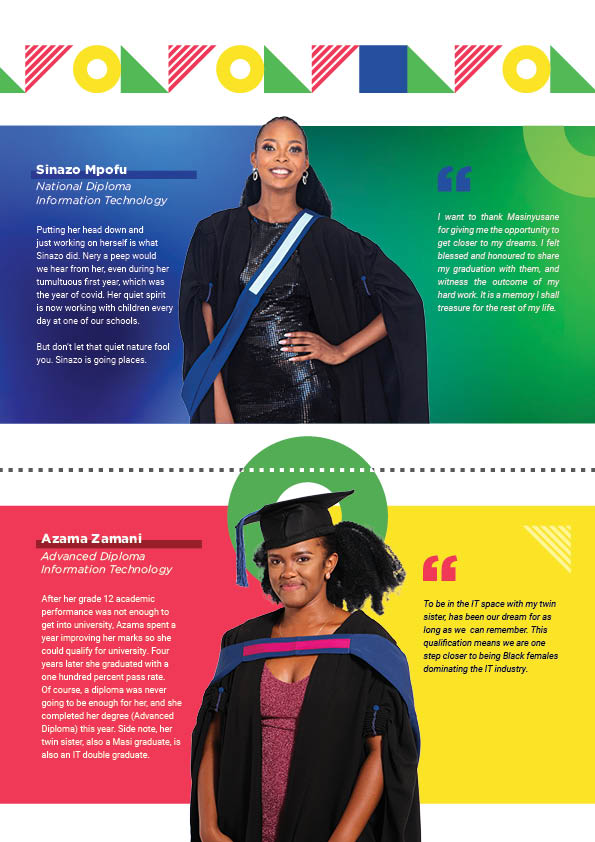 Sinazo Mpofu
National Diploma
Information Technology
Putting her head down and
just working on herself is what
Sinazo did. Nery a peep would
we hear from her, even during her
tumultuous first year, which was
the year of covid. Her quiet spirit
is now working with children every
day at one of our schools.
But don't let that quiet nature fool
you. Sinazo is going places.
I want to thank Masinyusane
for giving me the opportunity to
get closer to my dreams. I felt
blessed and honoured to share
my graduation with them, and
witness the outcome of my
hard work. It is a memory I shall
treasure for the rest of my life.
Azama Zamani
Advanced Diploma
Information Technology
After her grade 12 academic
performance was not enough to
get into university, Azama spent a
year improving her marks so she
could qualify for university. Four
years later she graduated with a
one hundred percent pass rate.
Of course, a diploma was never
going to be enough for her, and she
completed her degree (Advanced
Diploma) this year. Side note, her
twin sister, also a Masi graduate, is
also an IT double graduate.
To be in the IT space with my twin
sister, has been our dream for as
long as we can remember. This
qualification means we are one
step closer to being Black females
dominating the IT industry.